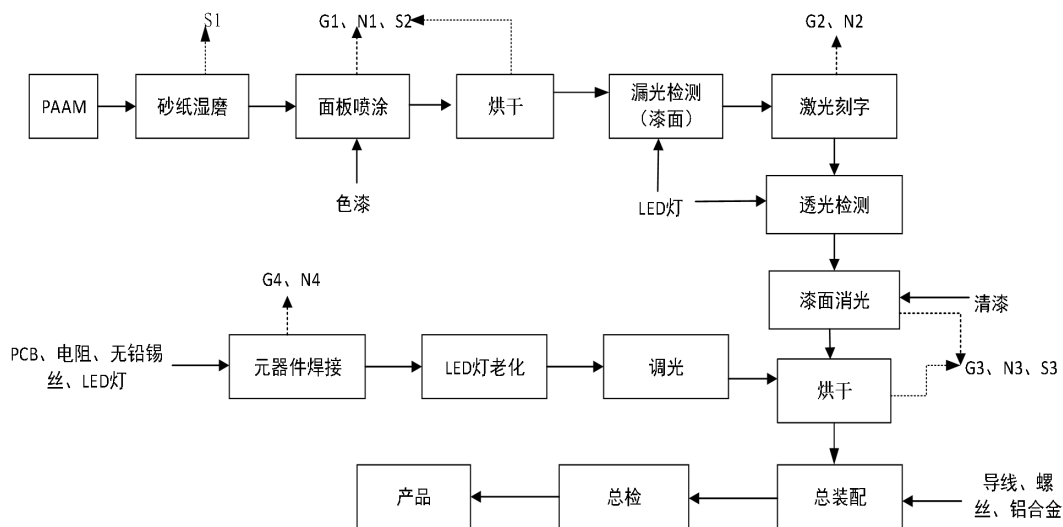 S1
G1、N1、S2
G2、N2
PAAM
砂纸湿磨
面板喷涂
烘干
漏光检测
（漆面）
激光刻字
色漆
LED灯
透光检测
G4、N4
漆面消光
清漆
PCB、电阻、无铅锡
丝、LED灯
元器件焊接
LED灯老化
调光
烘干
G3、N3、S3
产品
总检
总装配
导线、螺
丝、铝合金